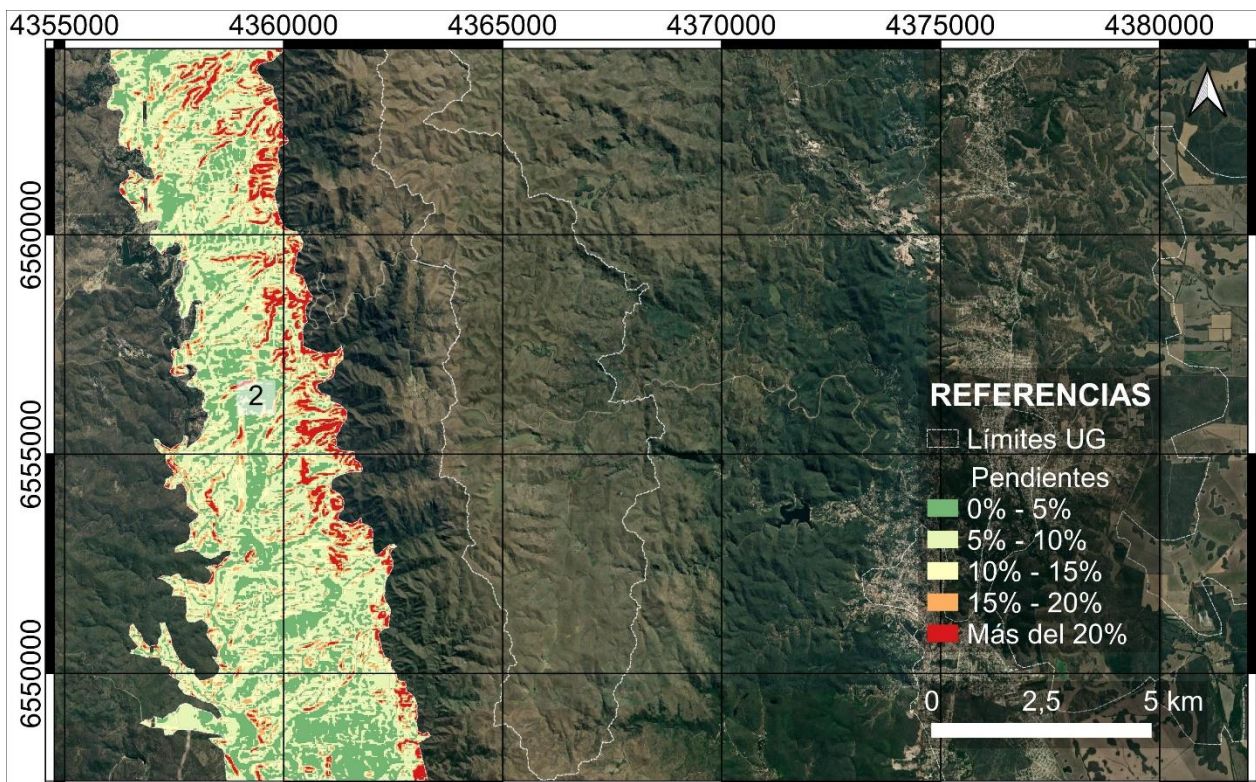 4355000 4360000 4365000 4370000 4375000 4380000
6560000
6555000
6550000
2
REFERENCIAS
Límites UG
Pendientes
0% - 5%
5% - 10%
10% - 15%
15% - 20%
Más del 20%
0 2,5 5 km